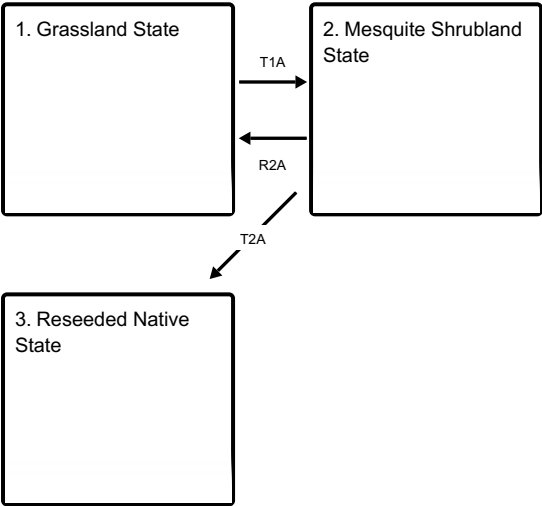 1. Grassland State
2. Mesquite Shrubland
State
T1A
R2A
T2A
3. Reseeded Native
State